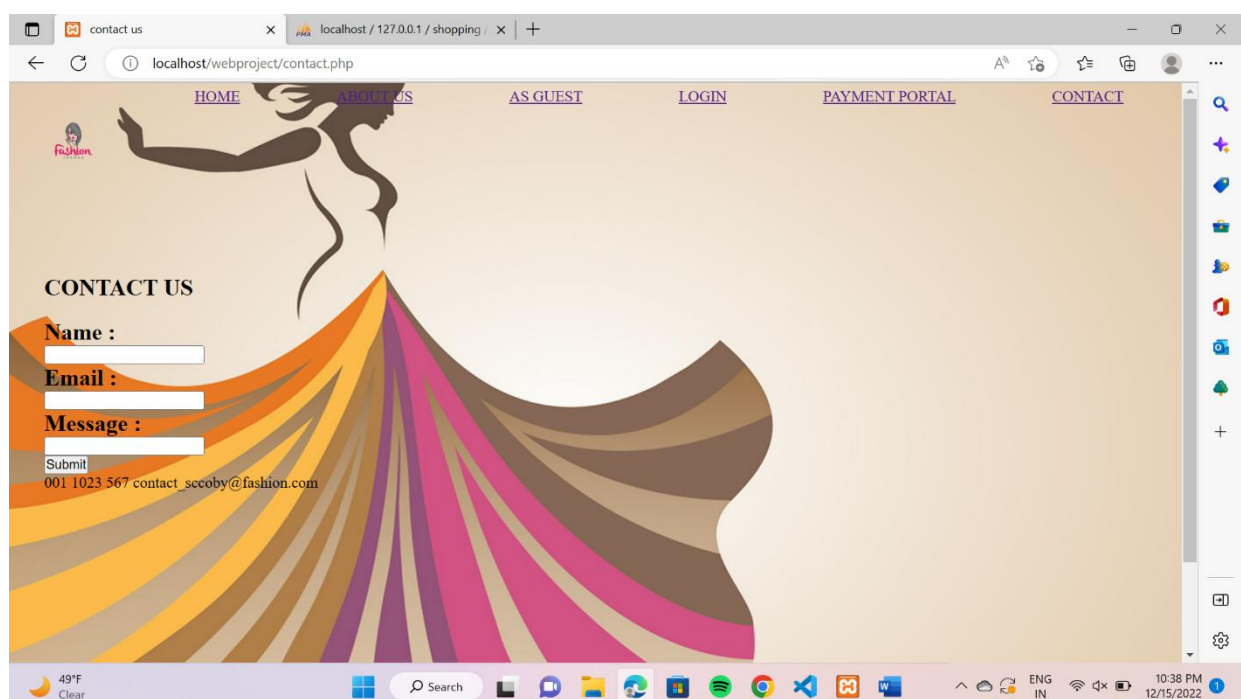 contact us
localhost / 127.0.0.1 / shopping /
localhost/webproject/contact.php
HOME ABOUT US AS GUEST LOGIN PAYMENT PORTAL CONTACT
Fashion
CONTACT US
Name :
Email :
Message :
Submit
001 1023 567 contact_sccoby@fashion.com
49°F
Clear
Search
ENG
IN
10:38 PM
12/15/2022
1